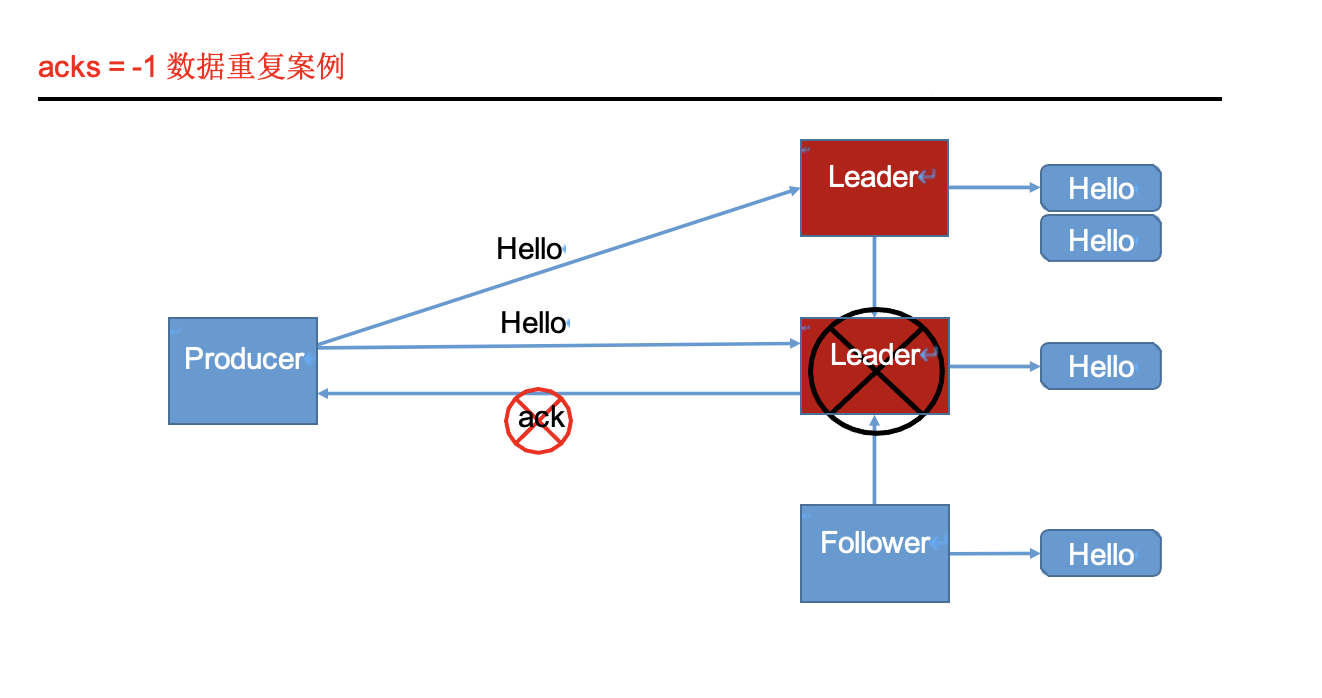 acks = -1 数据重复案例
Leader
Hello
Hello
Hello
Hello
Producer
Leader
Hello
ack
Follower
Hello